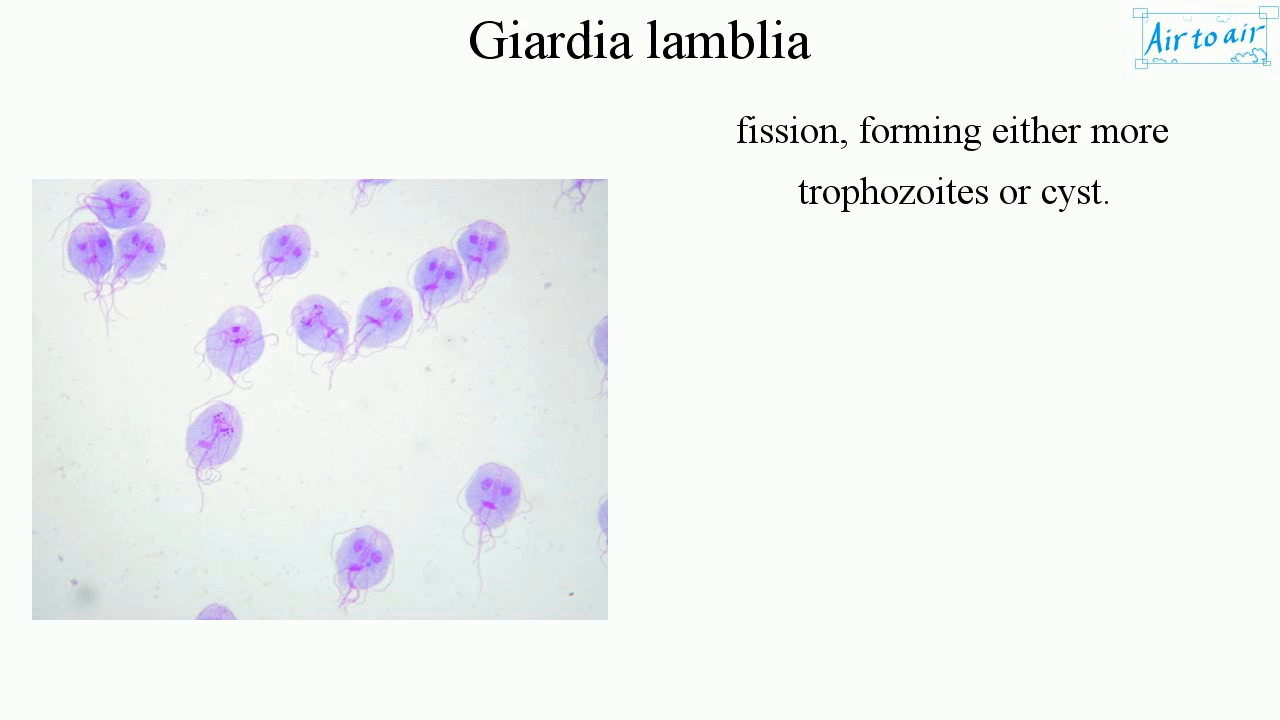 Giardia lamblia
Air to air
fission, forming either more
trophozoites or cyst.